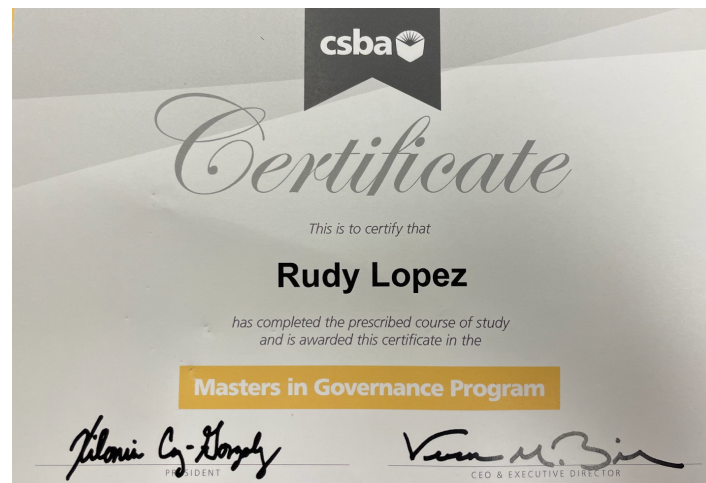 csba
Certificate
This is to certify that
Rudy Lopez
has completed the prescribed course of study
and is awarded this certificate in the
Masters in Governance Program
PRESIDENT
CEO & EXECUTIVE DIRECTOR